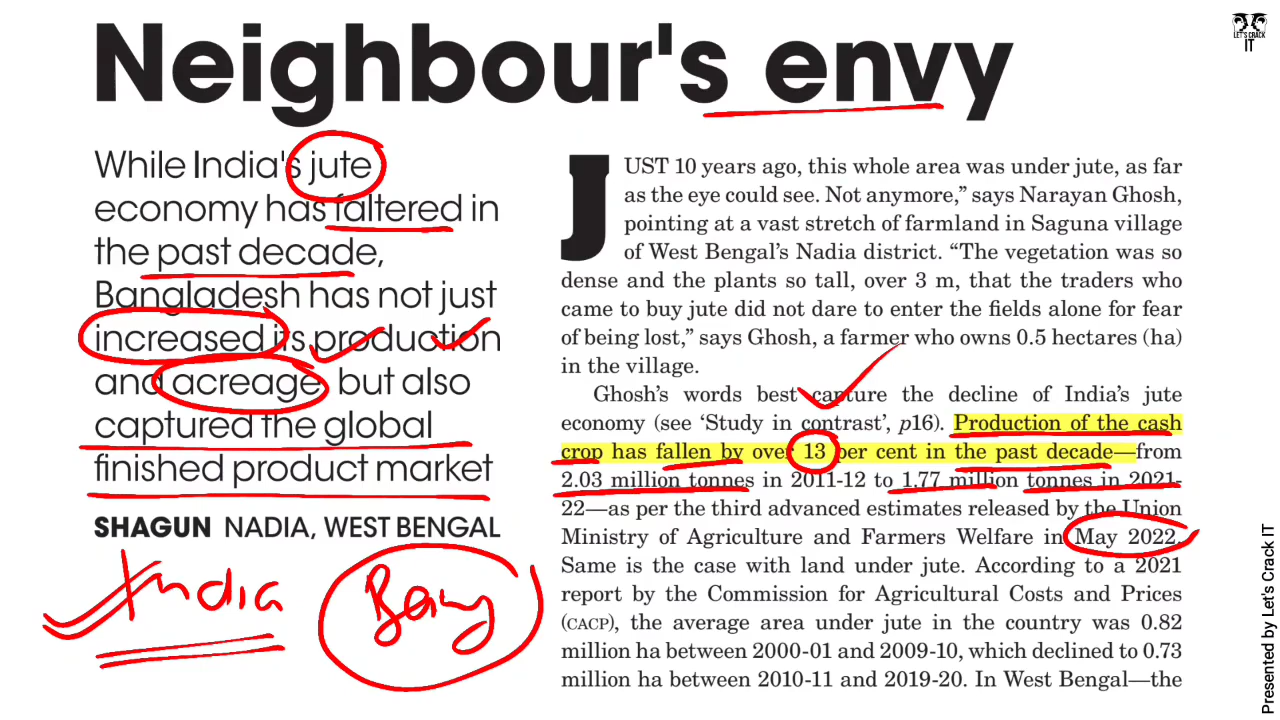 Neighbour's envy
While India's jute
economy has faltered in
the past decade,
Bangladesh has not just
increased its production
and acreage but also
captured the global
finished product market
SHAGUN NADIA, WEST BENGAL
India
Bang
JUST 10 years ago, this whole area was under jute, as far
as the eye could see. Not anymore,” says Narayan Ghosh,
pointing at a vast stretch of farmland in Saguna village
of West Bengal's Nadia district. “The vegetation was so
dense and the plants so tall, over 3 m, that the traders who
came to buy jute did not dare to enter the fields alone for fear
of being lost,” says Ghosh, a farmer who owns 0.5 hectares (ha)
in the village.
Ghosh's words best capture the decline of India's jute
economy (see ‘Study in contrast’, p16). Production of the cash
crop has fallen by over 13 per cent in the past decade—from
2.03 million tonnes in 2011-12 to 1.77 million tonnes in 2021-
22—as per the third advanced estimates released by the Union
Ministry of Agriculture and Farmers Welfare in May 2022.
Same is the case with land under jute. According to a 2021
report by the Commission for Agricultural Costs and Prices
(CACP), the average area under jute in the country was 0.82
million ha between 2000-01 and 2009-10, which declined to 0.73
million ha between 2010-11 and 2019-20. In West Bengal—the
LET'S CRACK
IT
Presented by Let's Crack IT